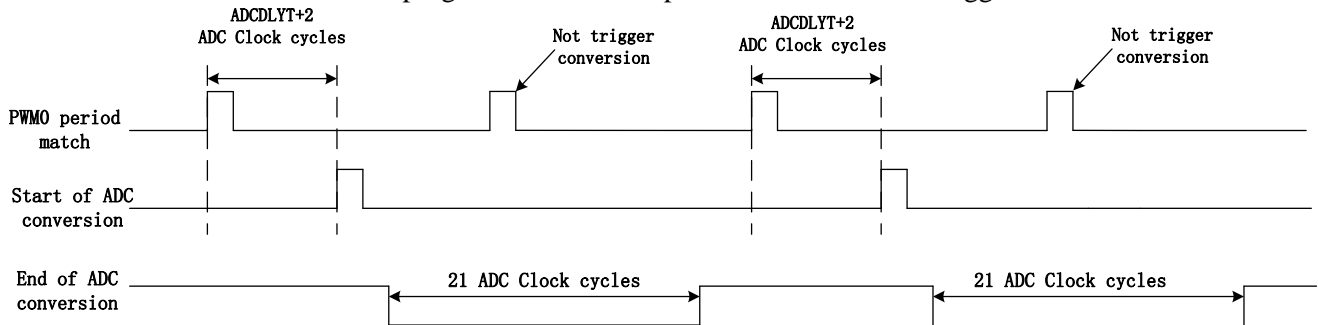 ADCDLYT+2
ADC Clock cycles
Not trigger
conversion
ADCDLYT+2
ADC Clock cycles
Not trigger
conversion
PWMO period
match
Start of ADC
conversion
End of ADC
conversion
21 ADC Clock cycles
21 ADC Clock cycles